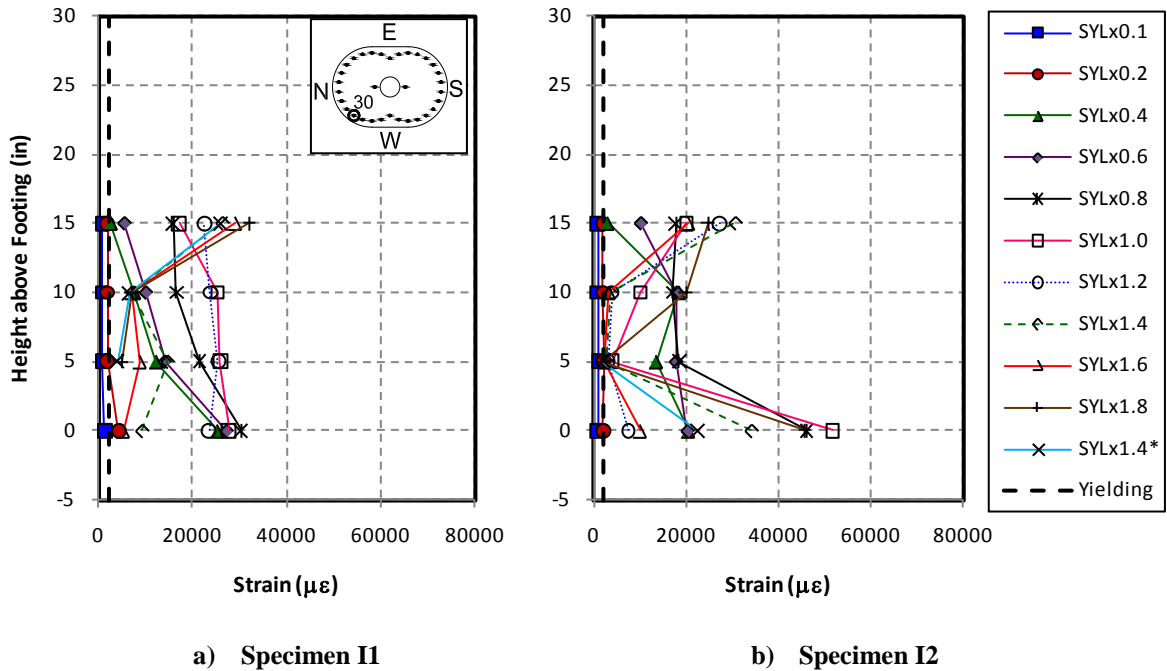 30
25
20
15
10
5
0
-5
Height above Footing (in)
E
N
S
30
W
0
20000
40000
60000
80000
Strain (με)
a) Specimen I1
30
25
20
15
10
5
0
-5
0
20000
40000
60000
80000
Strain (με)
b) Specimen I2
SYLx0.1
SYLx0.2
SYLx0.4
SYLx0.6
SYLx0.8
SYLx1.0
SYLx1.2
SYLx1.4
SYLx1.6
SYLx1.8
SYLx1.4*
Yielding